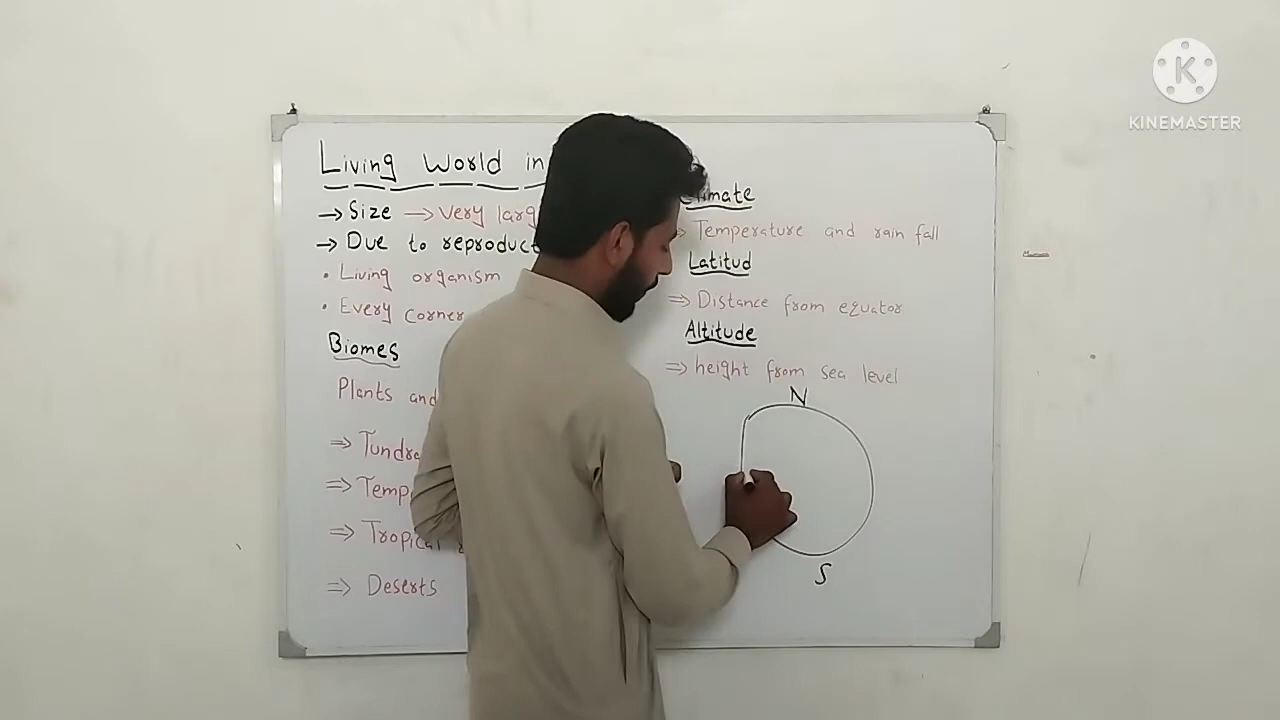 Living World in
→ Size → Very larg
→ Due to reproduct
• Living organism
• Every corner
Biomes
Plants and
⇒ Tundra
⇒ Temp
⇒ Tropical
⇒ Deserts
Climate
⇒ Temperature and rain fall
Latitud
⇒ Distance from equator
Altitude
⇒ height from sea level
N
S
KINEMASTER